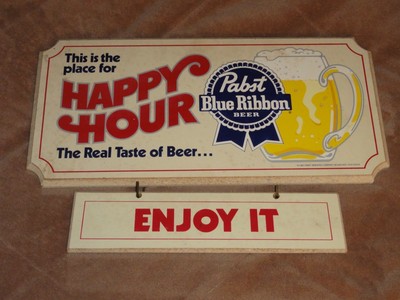 This is the
place for
HAPPY
HOUR
Pabst
Blue Ribbon
BEER
The Real Taste of Beer...
ENJOY IT